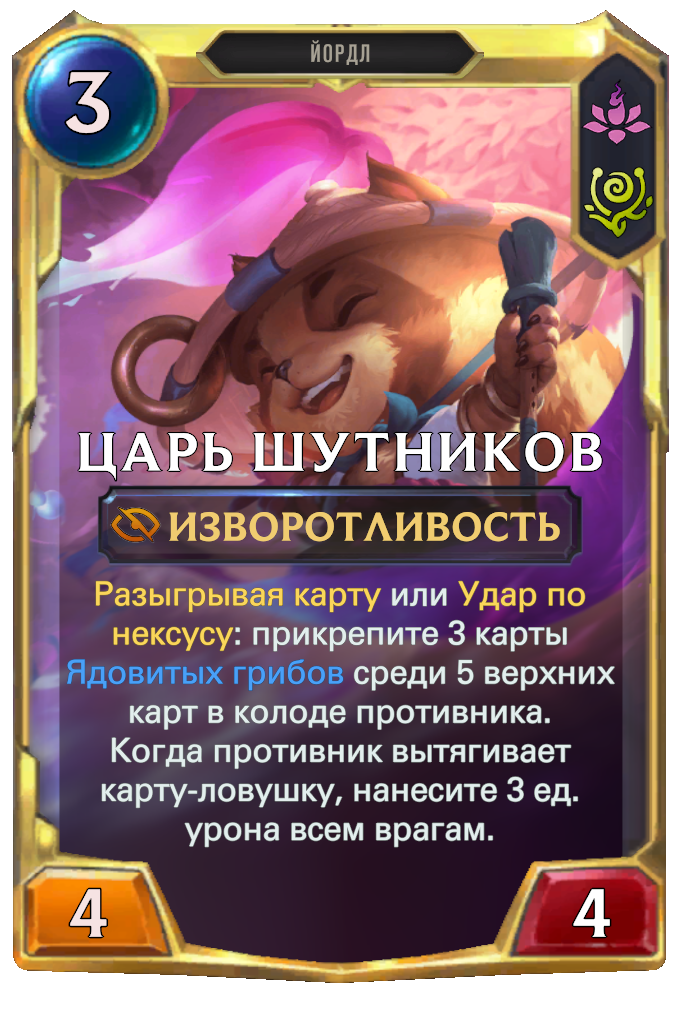 ЙОРДЛ
3
ЦАРЬ ШУТНИКОВ
ИЗВОРОТЛИВОСТЬ
Разыгрывая карту или Удар по
нексусу: прикрепите 3 карты
Ядовитых грибов среди 5 верхних
карт в колоде противника.
Когда противник вытягивает
карту-ловушку, нанесите 3 ед.
урона всем врагам.
4
4